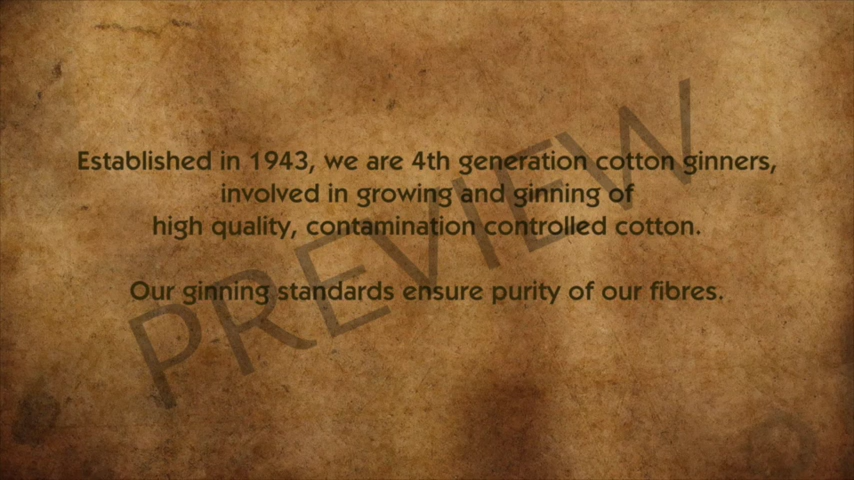 Established in 1943, we are 4th generation cotton ginners,
involved in growing and ginning of
high quality, contamination controlled cotton.
Our ginning standards ensure purity of our fibres.
PREVIEW